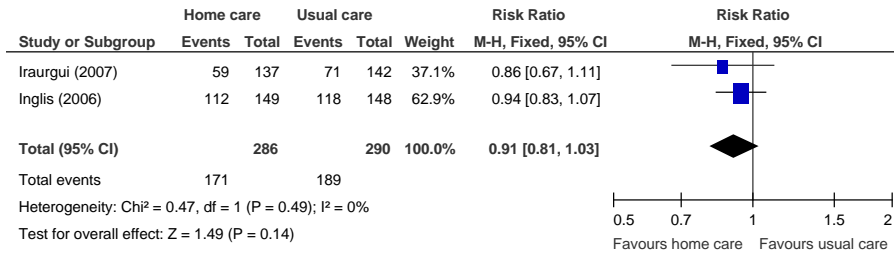 Home care Usual care Risk Ratio Risk Ratio
Study or Subgroup Events Total Events Total Weight M-H, Fixed, 95% CI M-H, Fixed, 95% CI
Iraurgui (2007) 59 137 71 142 37.1% 0.86 [0.67, 1.11]
Inglis (2006) 112 149 118 148 62.9% 0.94 [0.83, 1.07]
Total (95% CI) 286 290 100.0% 0.91 [0.81, 1.03]
Total events 171 189
Heterogeneity: Chi² = 0.47, df = 1 (P = 0.49); I² = 0%
Test for overall effect: Z = 1.49 (P = 0.14)
0.5 0.7 1 1.5 2
Favours home care Favours usual care